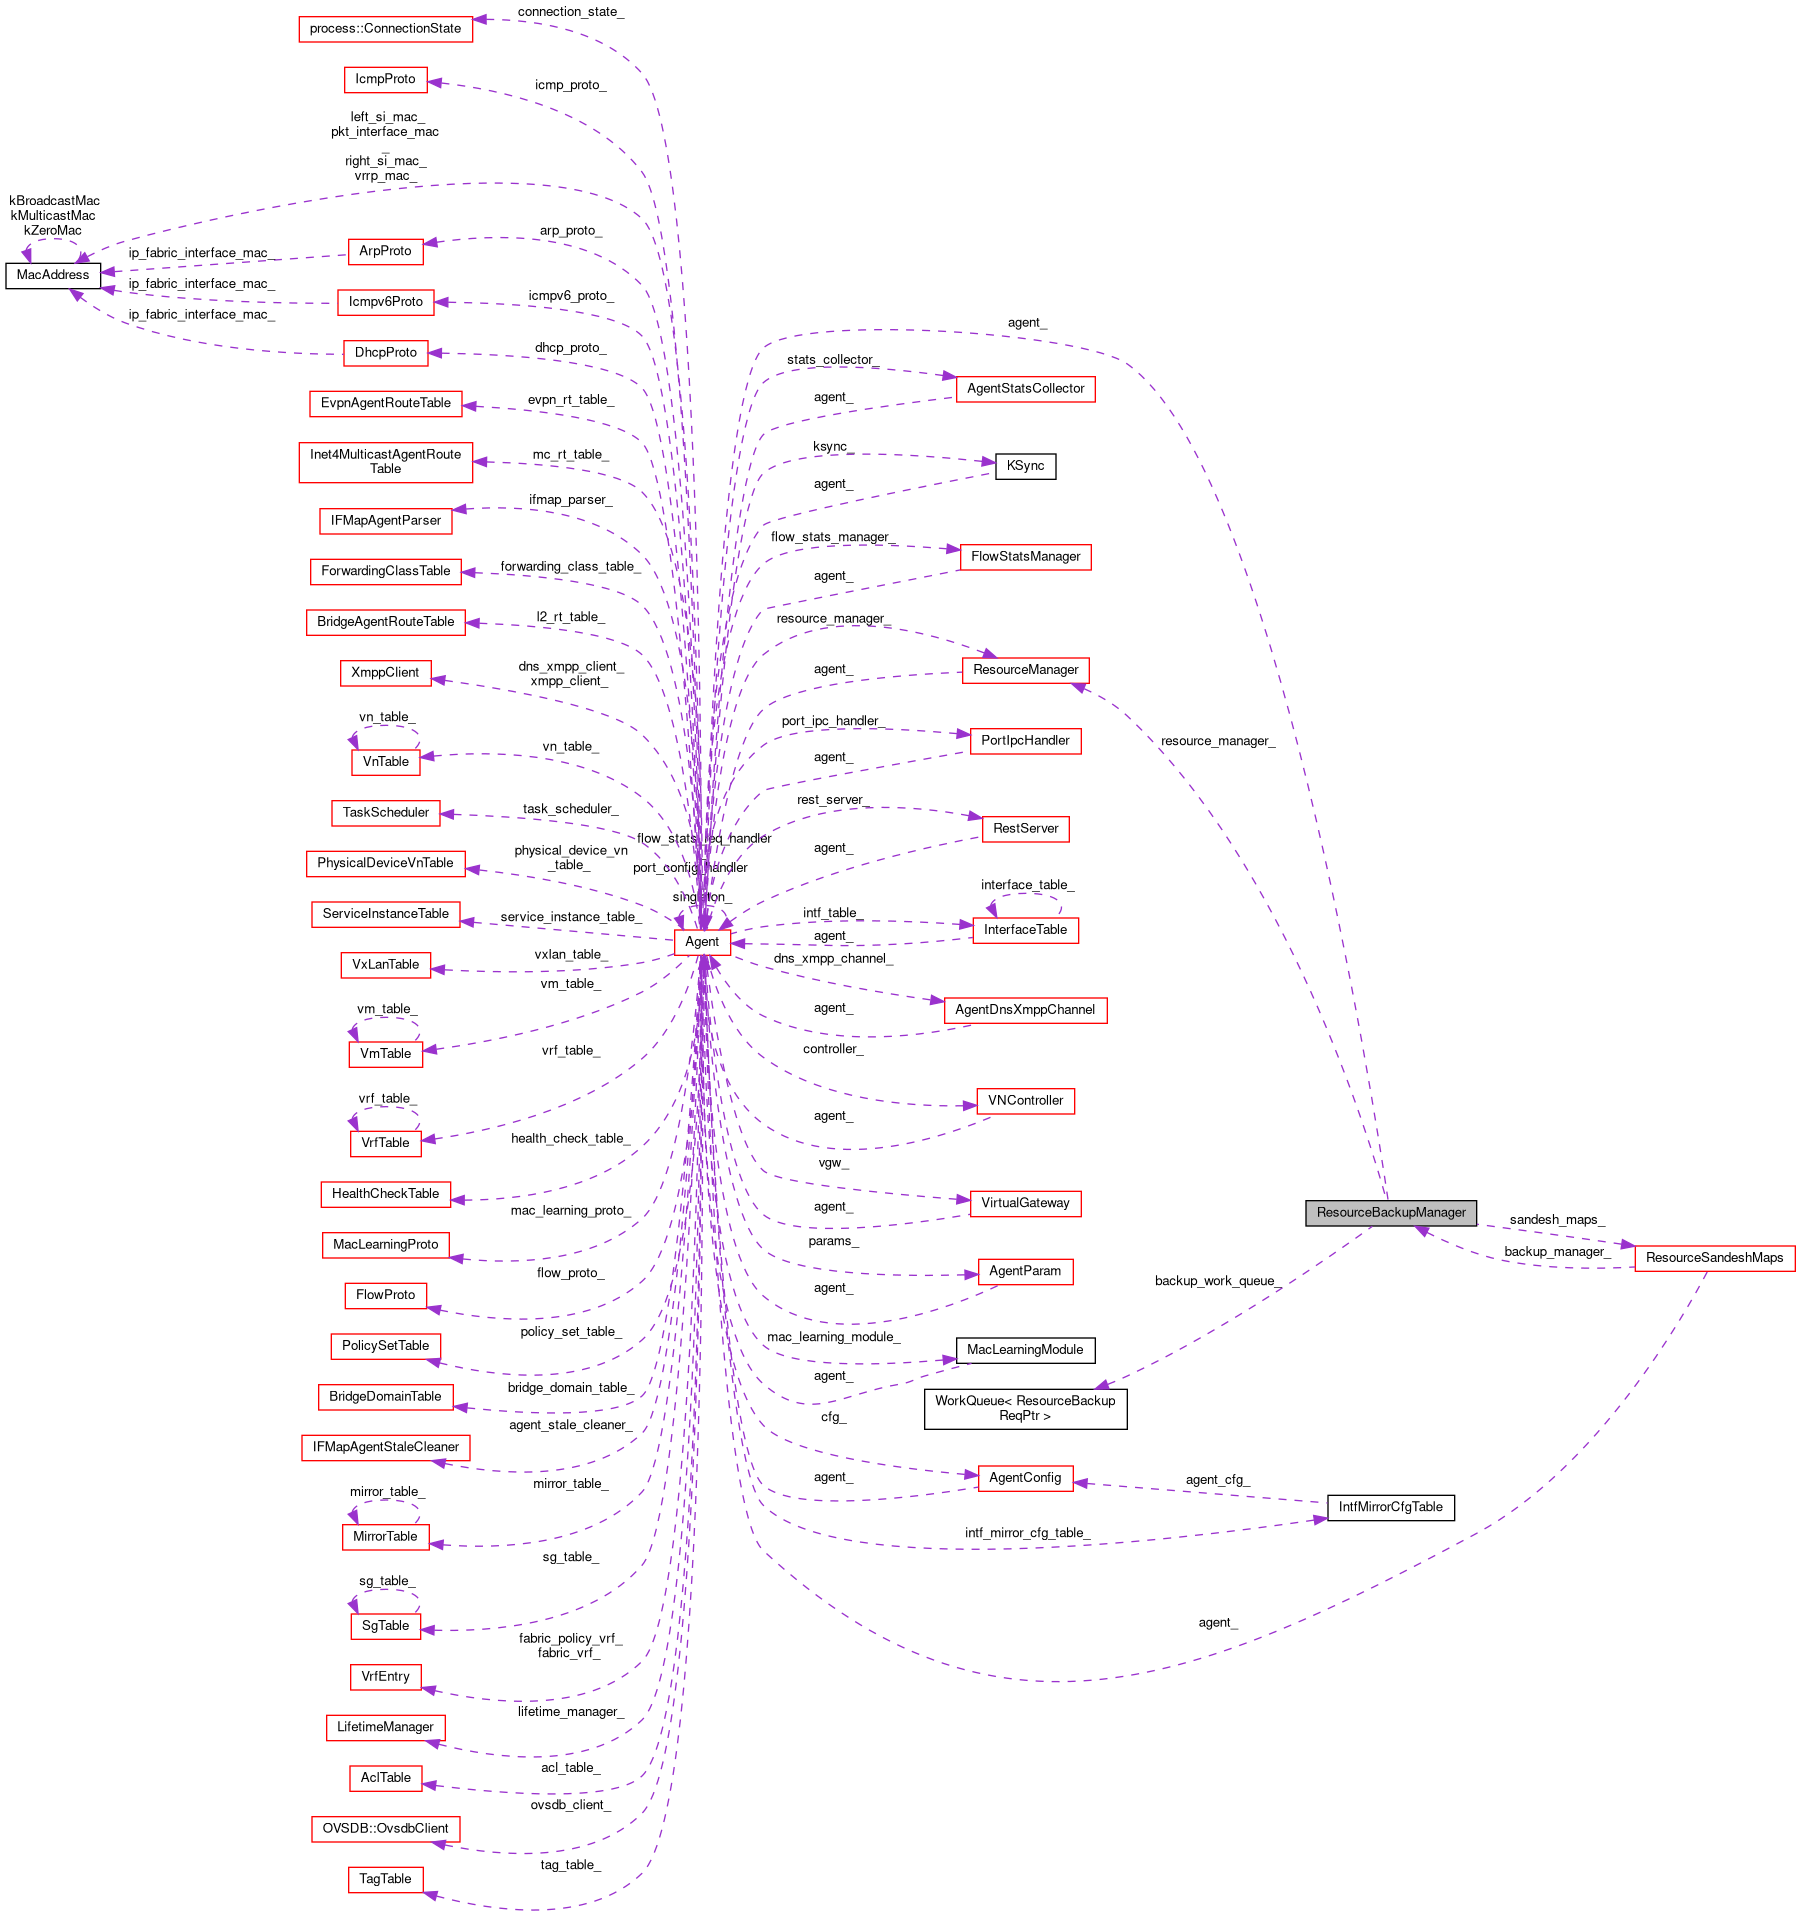 connection_state_
process::ConnectionState
IcmpProto
icmp_proto_
left_si_mac_
pkt_interface_mac
_
right_si_mac_
vrrp_mac_
kBroadcastMac
kMulticastMac
kZeroMac
MacAddress
ip_fabric_interface_mac_
ArpProto
arp_proto_
ip_fabric_interface_mac_
Icmpv6Proto
icmpv6_proto_
ip_fabric_interface_mac_
DhcpProto
dhcp_proto_
EvpnAgentRouteTable
evpn_rt_table_
Inet4MulticastAgentRoute
Table
mc_rt_table_
IFMapAgentParser
ifmap_parser_
ForwardingClassTable
forwarding_class_table_
BridgeAgentRouteTable
l2_rt_table_
XmppClient
dns_xmpp_client_
xmpp_client_
vn_table_
VnTable
vn_table_
TaskScheduler
task_scheduler_
PhysicalDeviceVnTable
physical_device_vn
_table_
ServiceInstanceTable
service_instance_table_
VxLanTable
vxlan_table_
vm_table_
vm_table_
VmTable
vrf_table_
vrf_table_
VrfTable
health_check_table_
HealthCheckTable
mac_learning_proto_
MacLearningProto
flow_proto_
FlowProto
policy_set_table_
PolicySetTable
bridge_domain_table_
BridgeDomainTable
agent_stale_cleaner_
IFMapAgentStaleCleaner
mirror_table_
mirror_table_
MirrorTable
sg_table_
sg_table_
SgTable
fabric_policy_vrf_
fabric_vrf_
VrfEntry
lifetime_manager_
LifetimeManager
acl_table_
AclTable
ovsdb_client_
OVSDB::OvsdbClient
tag_table_
TagTable
flow_stats_req_handler
_
port_config_handler
_
singleton_
Agent
agent_
stats_collector_
AgentStatsCollector
agent_
ksync_
KSync
agent_
flow_stats_manager_
FlowStatsManager
agent_
resource_manager_
ResourceManager
agent_
port_ipc_handler_
PortIpcHandler
agent_
rest_server_
RestServer
agent_
interface_table_
intf_table_
InterfaceTable
agent_
dns_xmpp_channel_
AgentDnsXmppChannel
agent_
controller_
VNController
agent_
vgw_
VirtualGateway
agent_
params_
AgentParam
agent_
mac_learning_module_
MacLearningModule
agent_
WorkQueue< ResourceBackup
ReqPtr >
cfg_
AgentConfig
agent_
agent_cfg_
IntfMirrorCfgTable
intf_mirror_cfg_table_
agent_
resource_manager_
ResourceBackupManager
sandesh_maps_
backup_manager_
ResourceSandeshMaps
backup_work_queue_